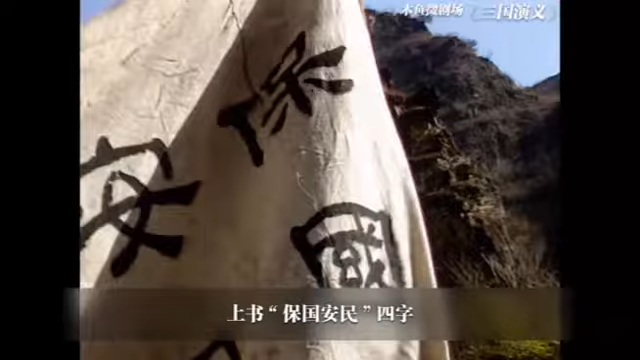 木鱼微剧场《三国演义》
保國
安
上书“保国安民”四字